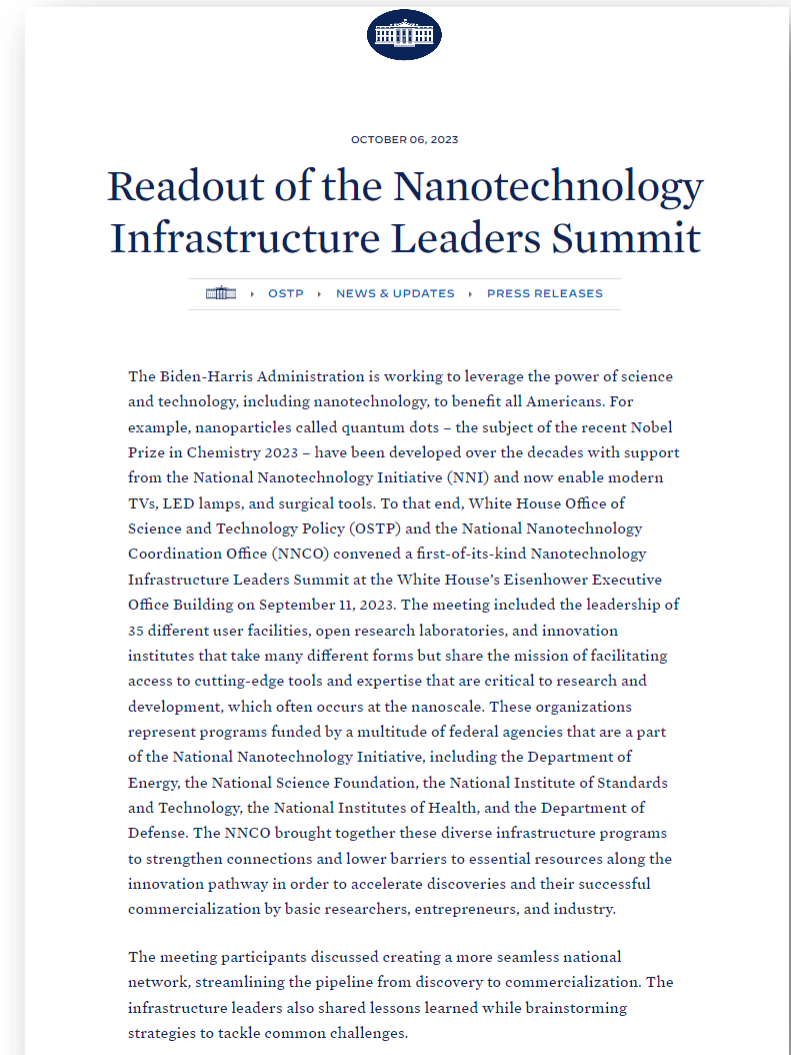 OCTOBER 06, 2023
Readout of the Nanotechnology
Infrastructure Leaders Summit
OSTP NEWS & UPDATES PRESS RELEASES
The Biden-Harris Administration is working to leverage the power of science
and technology, including nanotechnology, to benefit all Americans. For
example, nanoparticles called quantum dots – the subject of the recent Nobel
Prize in Chemistry 2023 – have been developed over the decades with support
from the National Nanotechnology Initiative (NNI) and now enable modern
TVs, LED lamps, and surgical tools. To that end, White House Office of
Science and Technology Policy (OSTP) and the National Nanotechnology
Coordination Office (NNCO) convened a first-of-its-kind Nanotechnology
Infrastructure Leaders Summit at the White House’s Eisenhower Executive
Office Building on September 11, 2023. The meeting included the leadership of
35 different user facilities, open research laboratories, and innovation
institutes that take many different forms but share the mission of facilitating
access to cutting-edge tools and expertise that are critical to research and
development, which often occurs at the nanoscale. These organizations
represent programs funded by a multitude of federal agencies that are a part
of the National Nanotechnology Initiative, including the Department of
Energy, the National Science Foundation, the National Institute of Standards
and Technology, the National Institutes of Health, and the Department of
Defense. The NNCO brought together these diverse infrastructure programs
to strengthen connections and lower barriers to essential resources along the
innovation pathway in order to accelerate discoveries and their successful
commercialization by basic researchers, entrepreneurs, and industry.
The meeting participants discussed creating a more seamless national
network, streamlining the pipeline from discovery to commercialization. The
infrastructure leaders also shared lessons learned while brainstorming
strategies to tackle common challenges.